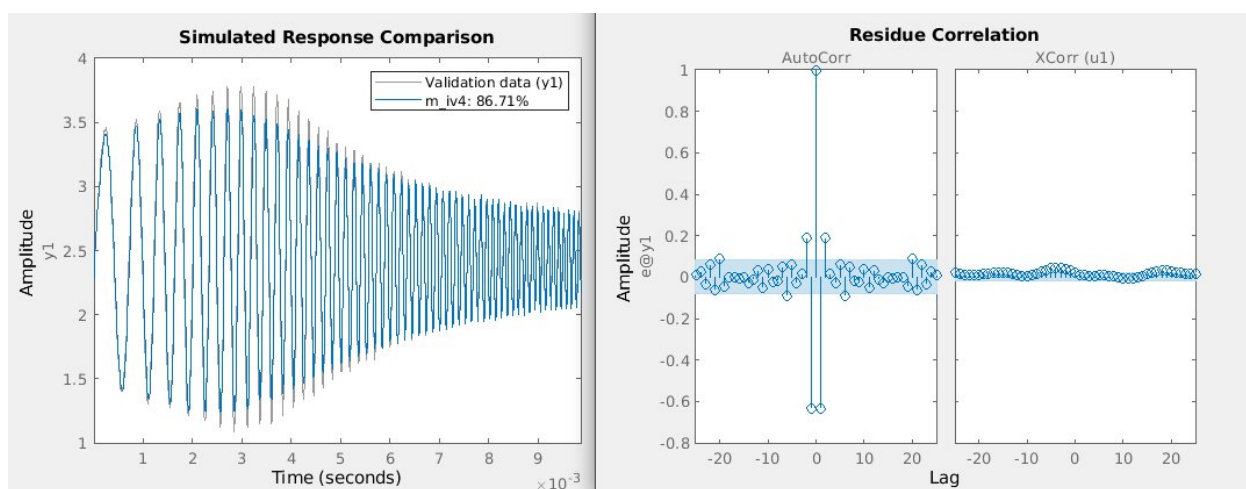 Simulated Response Comparison
Amplitude
y1
4
3.5
3
2.5
2
1.5
1
Validation data (y1)
m_iv4: 86.71%
1 2 3 4 5 6 7 8 9
×10⁻³
Time (seconds)
Residue Correlation
AutoCorr
XCorr (u1)
Amplitude
e@y1
1
0.8
0.6
0.4
0.2
0
-0.2
-0.4
-0.6
-0.8
-20 -10 0 10 20
-20 -10 0 10 20
Lag